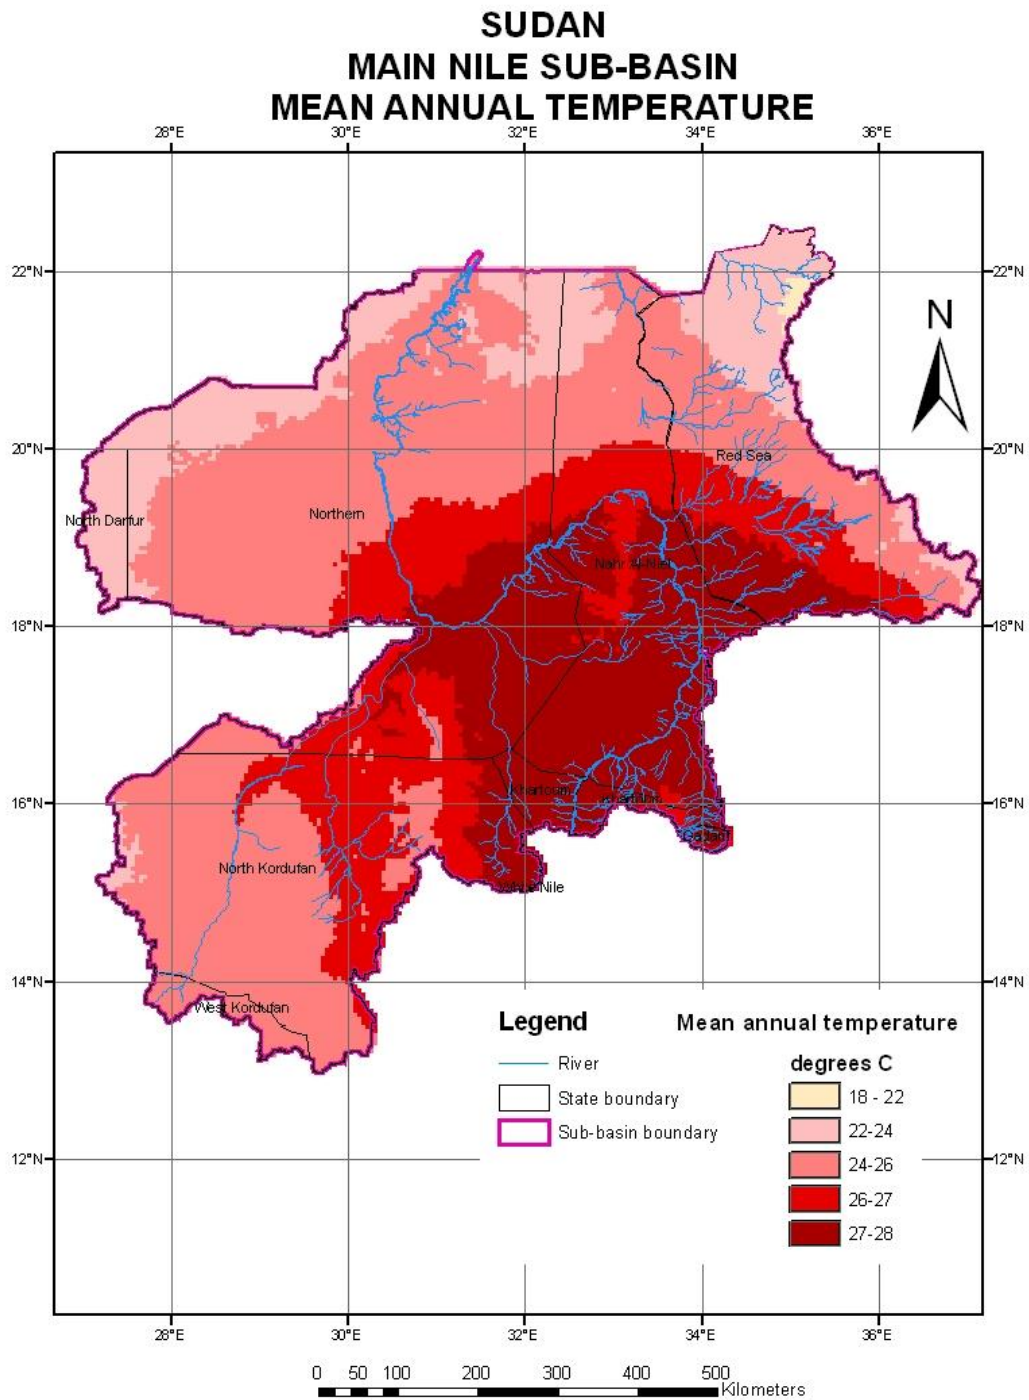 SUDAN
MAIN NILE SUB-BASIN
MEAN ANNUAL TEMPERATURE
28°E 30°E 32°E 34°E 36°E
22°N 22°N
N
20°N 20°N
Red Sea
Northern
North Darfur
18°N 18°N
Khartoum
16°N 16°N
North Kordufan
White Nile
14°N 14°N
West Kordufan
Legend
River
State boundary
Sub-basin boundary
Mean annual temperature
degrees C
18 - 22
22-24
24-26
26-27
27-28
12°N 12°N
28°E 30°E 32°E 34°E 36°E
0 50 100 200 300 400 500
Kilometers